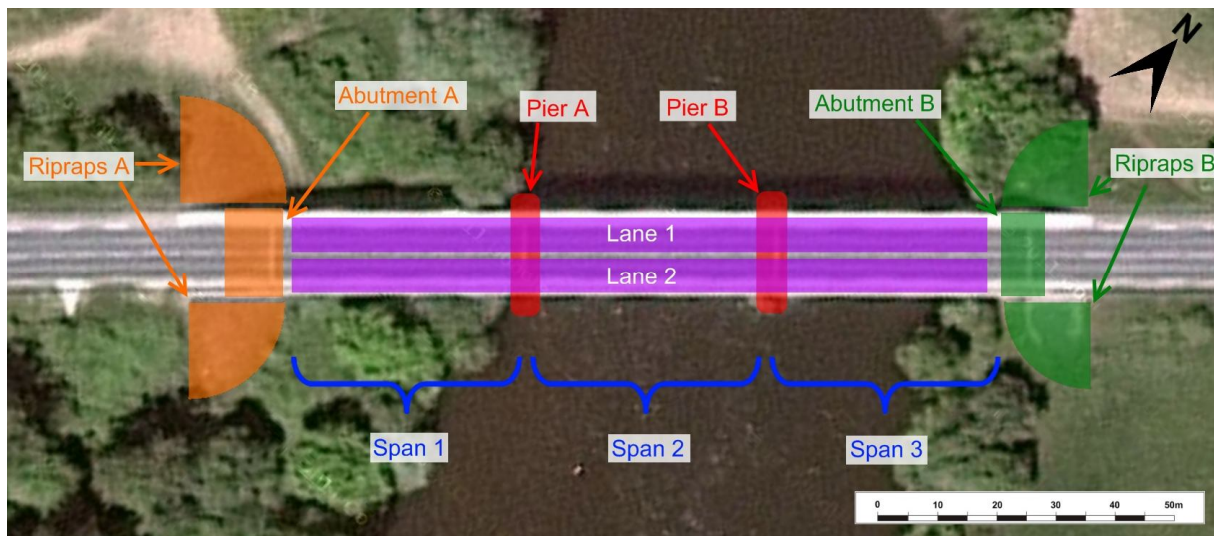 N
Abutment A
Pier A
Pier B
Abutment B
Ripraps A
Ripraps B
Lane 1
Lane 2
Span 1
Span 2
Span 3
0 10 20 30 40 50m